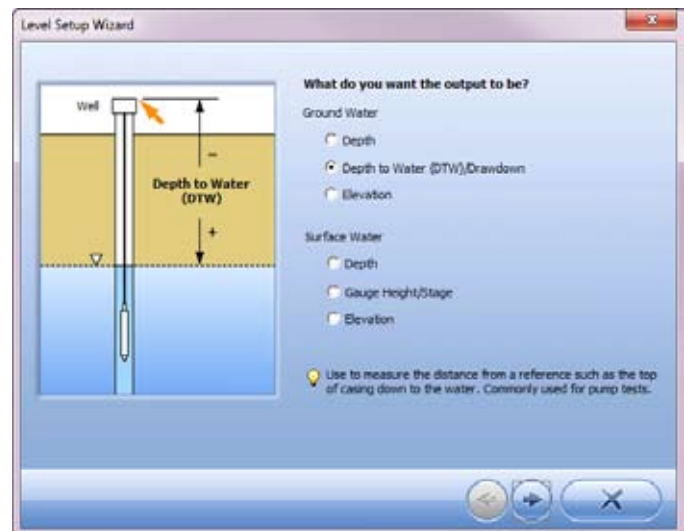 Level Setup Wizard
Well
−
Depth to Water
(DTW)
+
What do you want the output to be?
Ground Water
Depth
Depth to Water (DTW)/Drawdown
Elevation
Surface Water
Depth
Gauge Height/Stage
Elevation
Use to measure the distance from a reference such as the top
of casing down to the water. Commonly used for pump tests.